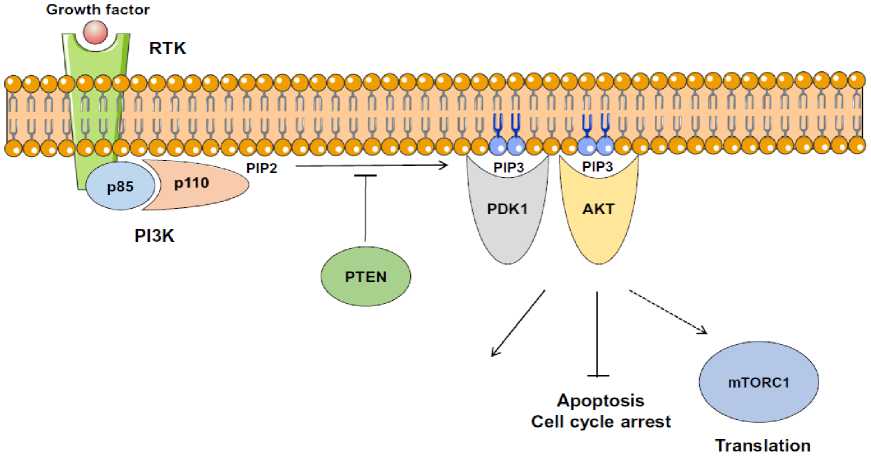 Growth factor
RTK
PIP2
PIP3
PIP3
p85
p110
PDK1
AKT
PI3K
PTEN
mTORC1
Apoptosis
Cell cycle arrest
Translation